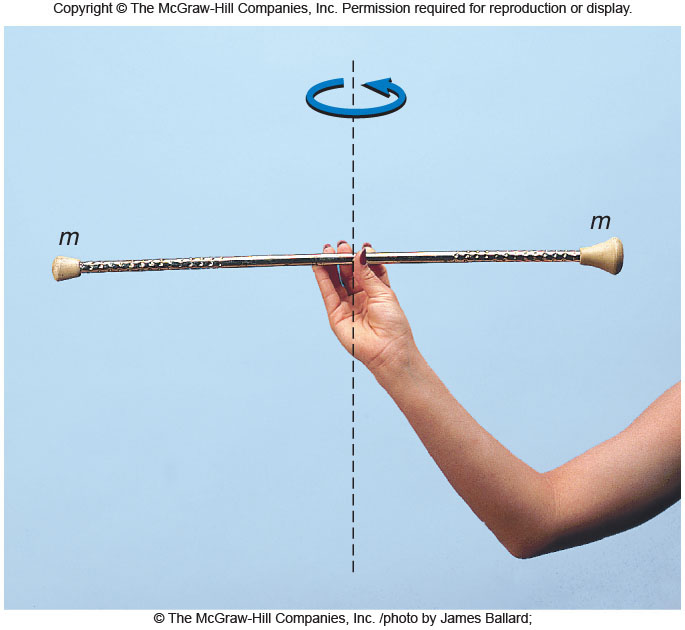 Copyright © The McGraw-Hill Companies, Inc. Permission required for reproduction or display.
m
m
© The McGraw-Hill Companies, Inc. /photo by James Ballard;